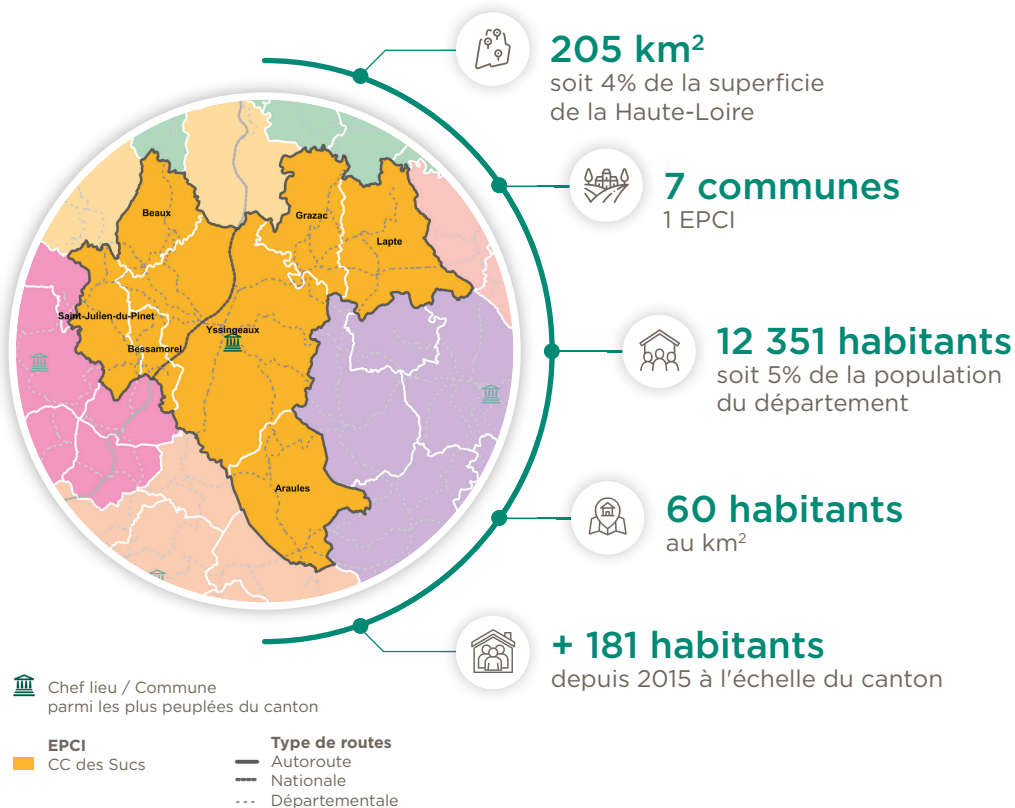 205 km²
soit 4% de la superficie
de la Haute-Loire
7 communes
1 EPCI
12 351 habitants
soit 5% de la population
du département
60 habitants
au km²
+ 181 habitants
depuis 2015 à l'échelle du canton
Beaux
Grazac
Lapte
Saint-Julien-du-Pinet
Yssingeaux
Bessamorel
Araules
Chef lieu / Commune
parmi les plus peuplées du canton
EPCI
CC des Sucs
Type de routes
Autoroute
Nationale
Départementale